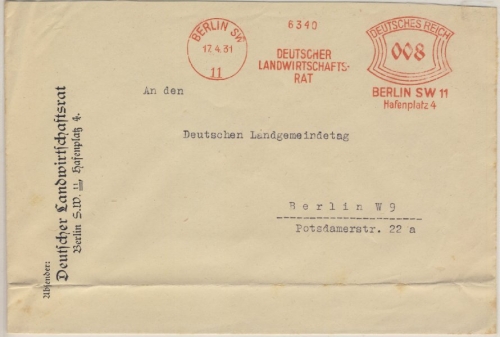 BERLIN SW
17.4.31
11
6340
DEUTSCHER
LANDWIRTSCHAFTS-
RAT
DEUTSCHES REICH
008
BERLIN SW 11
Hafenplatz 4
An den
Deutschen Landgemeindetag
Berlin W 9
Potsdamerstr. 22 a
Absender:
Deutscher Landwirtschaftsrat
Berlin S.W. 11 Hafenplatz 4.